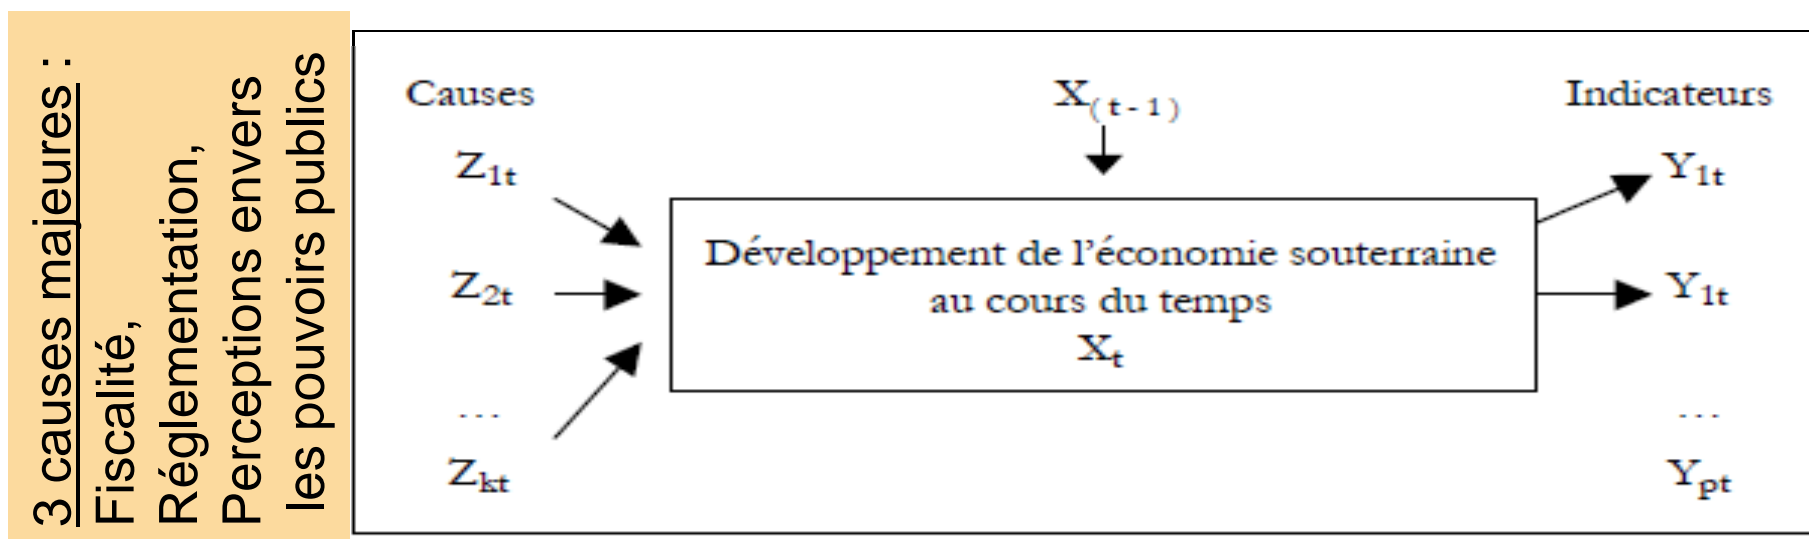 3 causes majeures :
Fiscalité,
Réglementation,
Perceptions envers
les pouvoirs publics
Causes
X(t-1)
Indicateurs
Z1t
Y1t
Développement de l'économie souterraine
Z2t
au cours du temps
Y1t
Xt
...
...
Zkt
Ypt